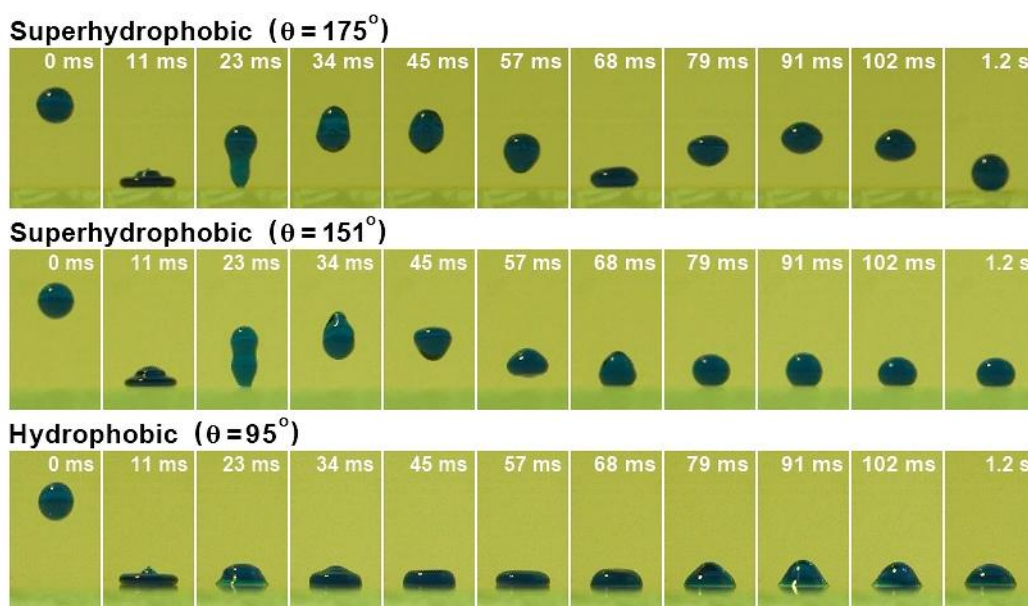 Superhydrophobic (θ = 175°)
0 ms 11 ms 23 ms 34 ms 45 ms 57 ms 68 ms 79 ms 91 ms 102 ms 1.2 s
Superhydrophobic (θ = 151°)
0 ms 11 ms 23 ms 34 ms 45 ms 57 ms 68 ms 79 ms 91 ms 102 ms 1.2 s
Hydrophobic (θ = 95°)
0 ms 11 ms 23 ms 34 ms 45 ms 57 ms 68 ms 79 ms 91 ms 102 ms 1.2 s